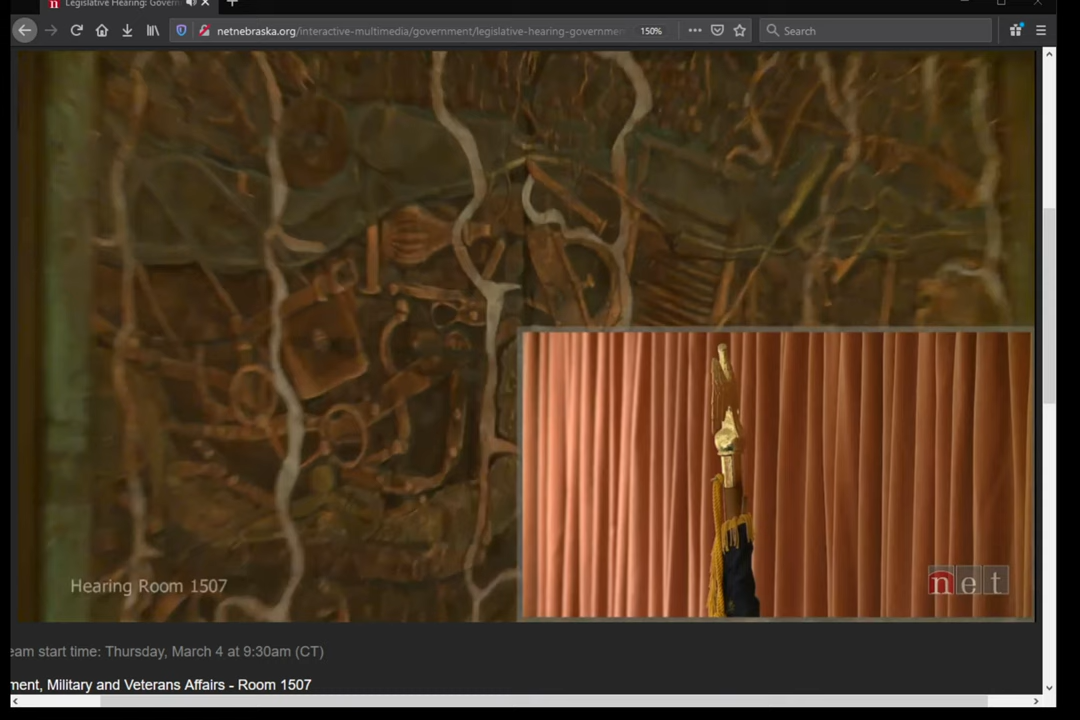 Legislative Hearing: Govern
netnebraska.org/interactive-multimedia/government/legislative-hearing-governme
150%
Search
Hearing Room 1507
net
eam start time: Thursday, March 4 at 9:30am (CT)
ment, Military and Veterans Affairs - Room 1507